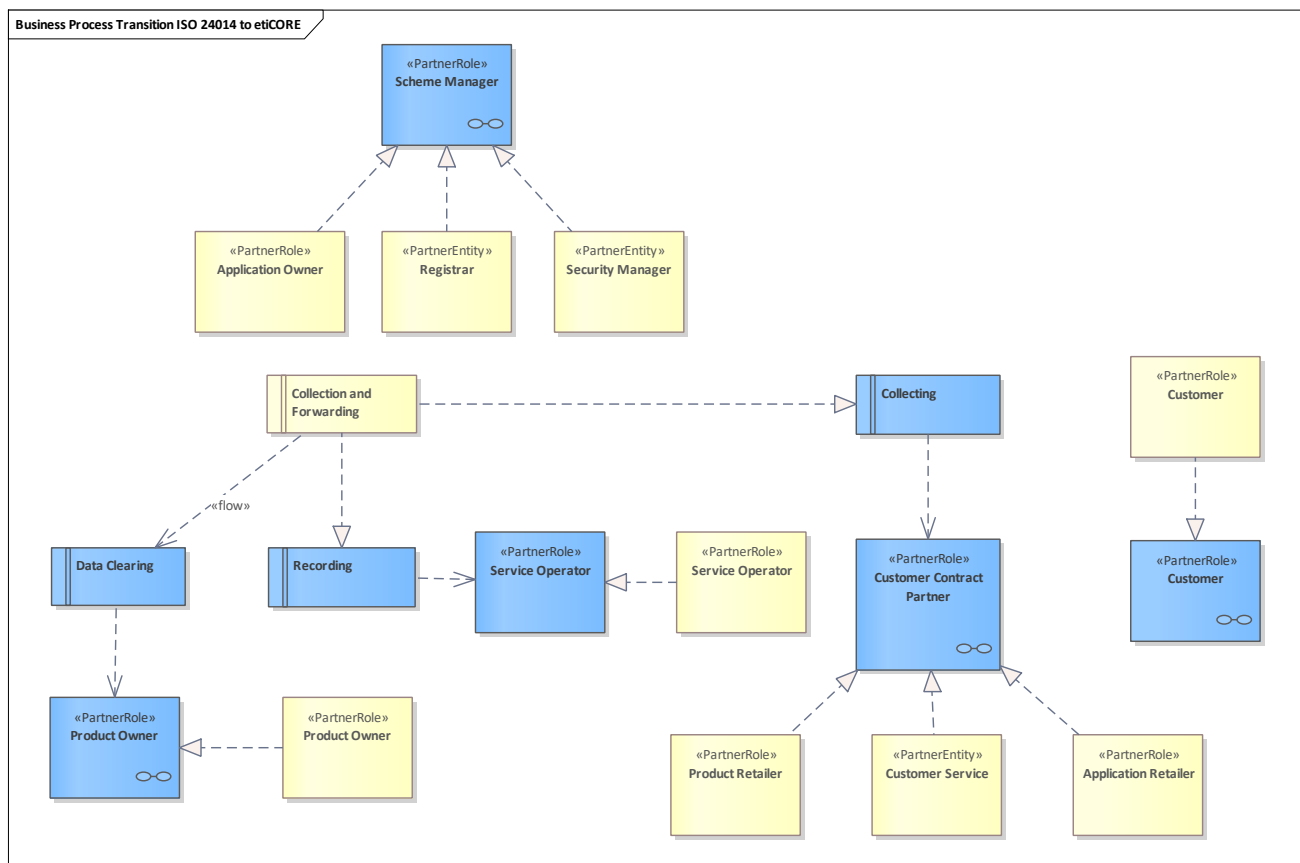 Business Process Transition ISO 24014 to etiCORE
«PartnerRole»
Scheme Manager
«PartnerRole»
Application Owner
«PartnerEntity»
Registrar
«PartnerEntity»
Security Manager
Collection and
Forwarding
Collecting
«PartnerRole»
Customer
«flow»
Data Clearing
Recording
«PartnerRole»
Service Operator
«PartnerRole»
Service Operator
«PartnerRole»
Customer Contract
Partner
«PartnerRole»
Customer
«PartnerRole»
Product Owner
«PartnerRole»
Product Owner
«PartnerRole»
Product Retailer
«PartnerEntity»
Customer Service
«PartnerRole»
Application Retailer